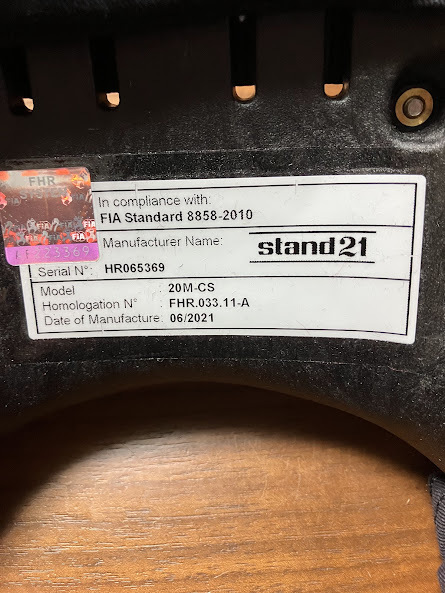 FHR
In compliance with:
FIA Standard 8858-2010
Manufacturer Name: stand21
Serial N°: HR065369
Model : 20M-CS
Homologation N° : FHR.033.11-A
Date of Manufacture: 06/2021